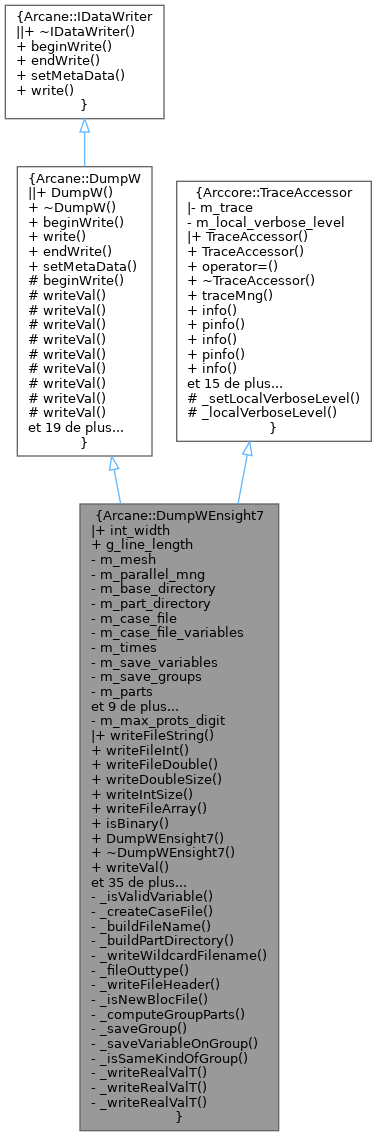 {Arcane::IDataWriter
||+ ~IDataWriter()
+ beginWrite()
+ endWrite()
+ setMetaData()
+ write()
}
{Arcane::DumpW
||+ DumpW()
+ ~DumpW()
+ beginWrite()
+ write()
+ endWrite()
+ setMetaData()
# beginWrite()
# writeVal()
# writeVal()
# writeVal()
# writeVal()
# writeVal()
# writeVal()
# writeVal()
# writeVal()
# writeVal()
et 19 de plus...
}
{Arccore::TraceAccessor
|- m_trace
- m_local_verbose_level
|+ TraceAccessor()
+ TraceAccessor()
+ operator=()
+ ~TraceAccessor()
+ traceMng()
+ info()
+ pinfo()
+ info()
+ pinfo()
+ info()
et 15 de plus...
# _setLocalVerboseLevel()
# _localVerboseLevel()
}
{Arcane::DumpWEnsight7
|+ int_width
+ g_line_length
- m_mesh
- m_parallel_mng
- m_base_directory
- m_part_directory
- m_case_file
- m_case_file_variables
- m_times
- m_save_variables
- m_save_groups
- m_parts
et 9 de plus...
- m_max_prots_digit
|+ writeFileString()
+ writeFileInt()
+ writeFileDouble()
+ writeDoubleSize()
+ writeIntSize()
+ writeFileArray()
+ isBinary()
+ DumpWEnsight7()
+ ~DumpWEnsight7()
+ writeVal()
et 35 de plus...
- _isValidVariable()
- _createCaseFile()
- _buildFileName()
- _buildPartDirectory()
- _writeWildcardFilename()
- _fileOuttype()
- _writeFileHeader()
- _isNewBlocFile()
- _computeGroupParts()
- _saveGroup()
- _saveVariableOnGroup()
- _isSameKindOfGroup()
- _writeRealValT()
- _writeRealValT()
- _writeRealValT()
}